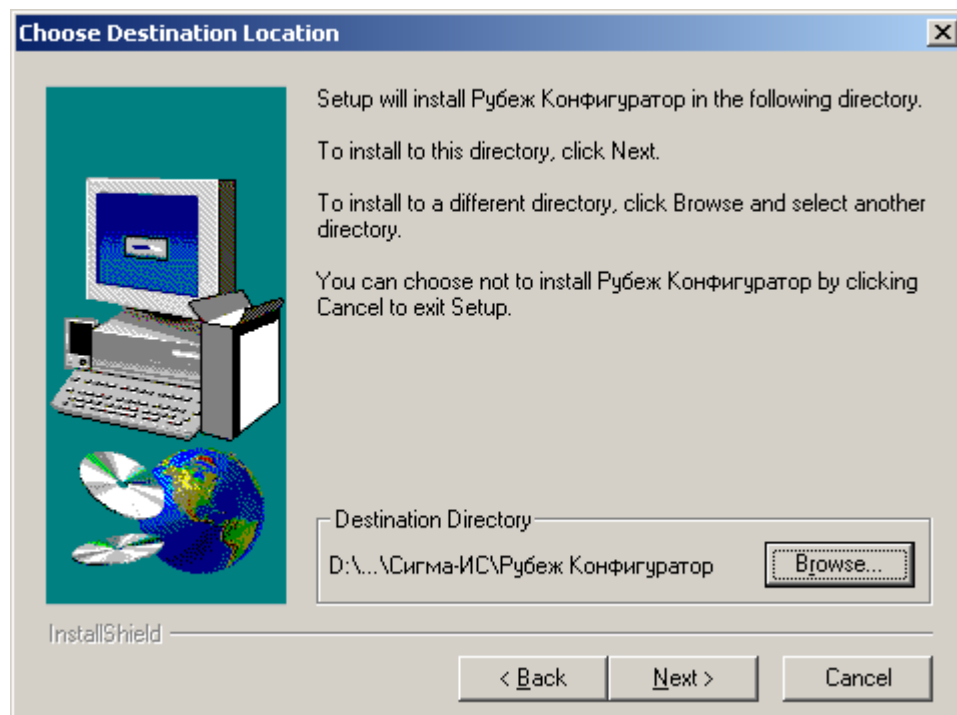 Choose Destination Location
Setup will install Рубеж Конфигуратор in the following directory.
To install to this directory, click Next.
To install to a different directory, click Browse and select another
directory.
You can choose not to install Рубеж Конфигуратор by clicking
Cancel to exit Setup.
Destination Directory
D:\...\Сигма-ИС\Рубеж Конфигуратор
Browse...
InstallShield
< Back
Next >
Cancel